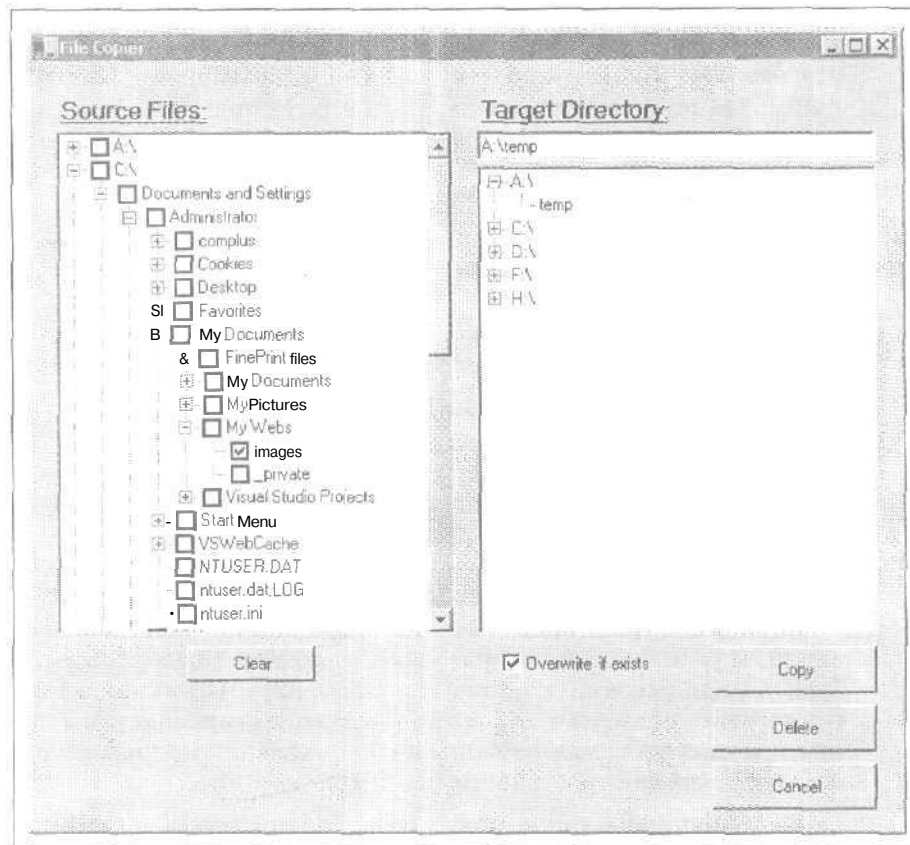 File Copier
Source Files:
Target Directory:
A:\
C:\
Documents and Settings
Administrator
complus
Cookies
Desktop
SI Favorites
B My Documents
& FinePrint files
My Documents
My Pictures
My Webs
images
_private
Visual Studio Projects
Start Menu
VSWebCache
NTUSER.DAT
ntuser.dat.LOG
ntuser.ini
A:\temp
A:\
temp
C:\
D:\
F:\
H:\
Clear
Overwrite if exists
Copy
Delete
Cancel